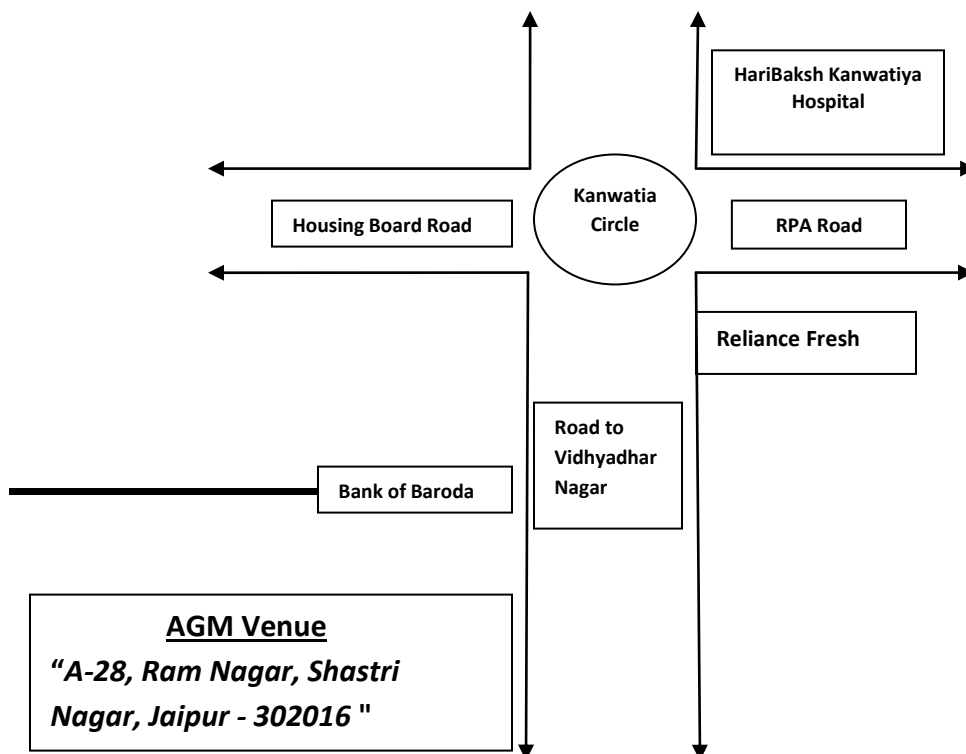 HariBaksh Kanwatiya
Hospital
Kanwatia
Circle
Housing Board Road
RPA Road
Reliance Fresh
Road to
Vidhyadhar
Nagar
Bank of Baroda
AGM Venue
“A-28, Ram Nagar, Shastri
Nagar, Jaipur - 302016 "